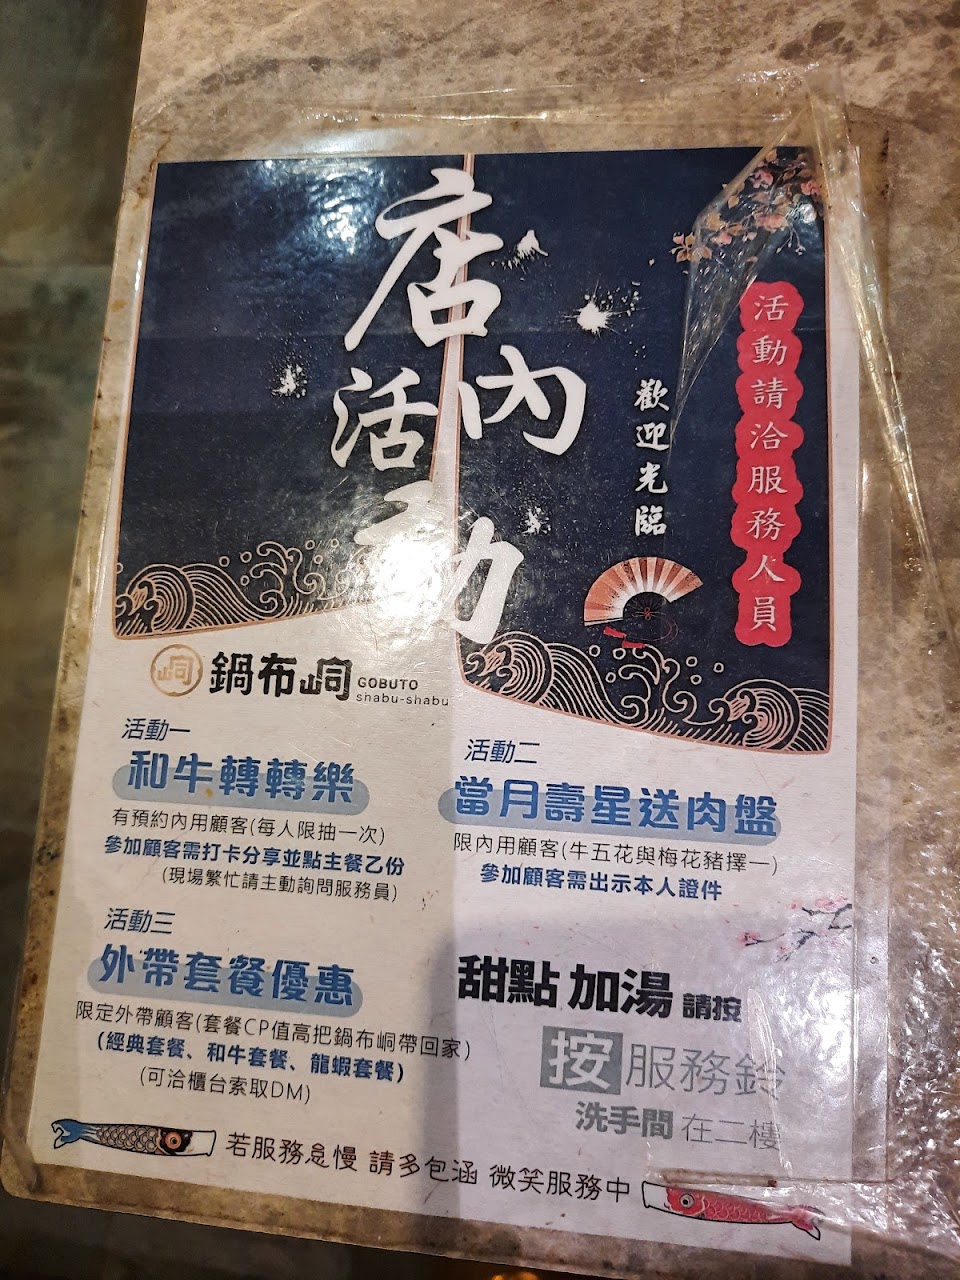 店內
活動
歡迎光臨
活動請洽服務人員
鍋布峒 GOBUTO
shabu-shabu
活動一
和牛轉轉樂
有預約內用顧客(每人限抽一次)
參加顧客需打卡分享並點主餐乙份
(現場繁忙請主動詢問服務員)
活動二
當月壽星送肉盤
限內用顧客(牛五花與梅花豬擇一)
參加顧客需出示本人證件
活動三
外帶套餐優惠
限定外帶顧客(套餐CP值高把鍋布峒帶回家)
(經典套餐、和牛套餐、龍蝦套餐)
(可洽櫃台索取DM)
甜點 加湯 請按
按服務鈴
洗手間 在二樓
若服務怠慢 請多包涵 微笑服務中